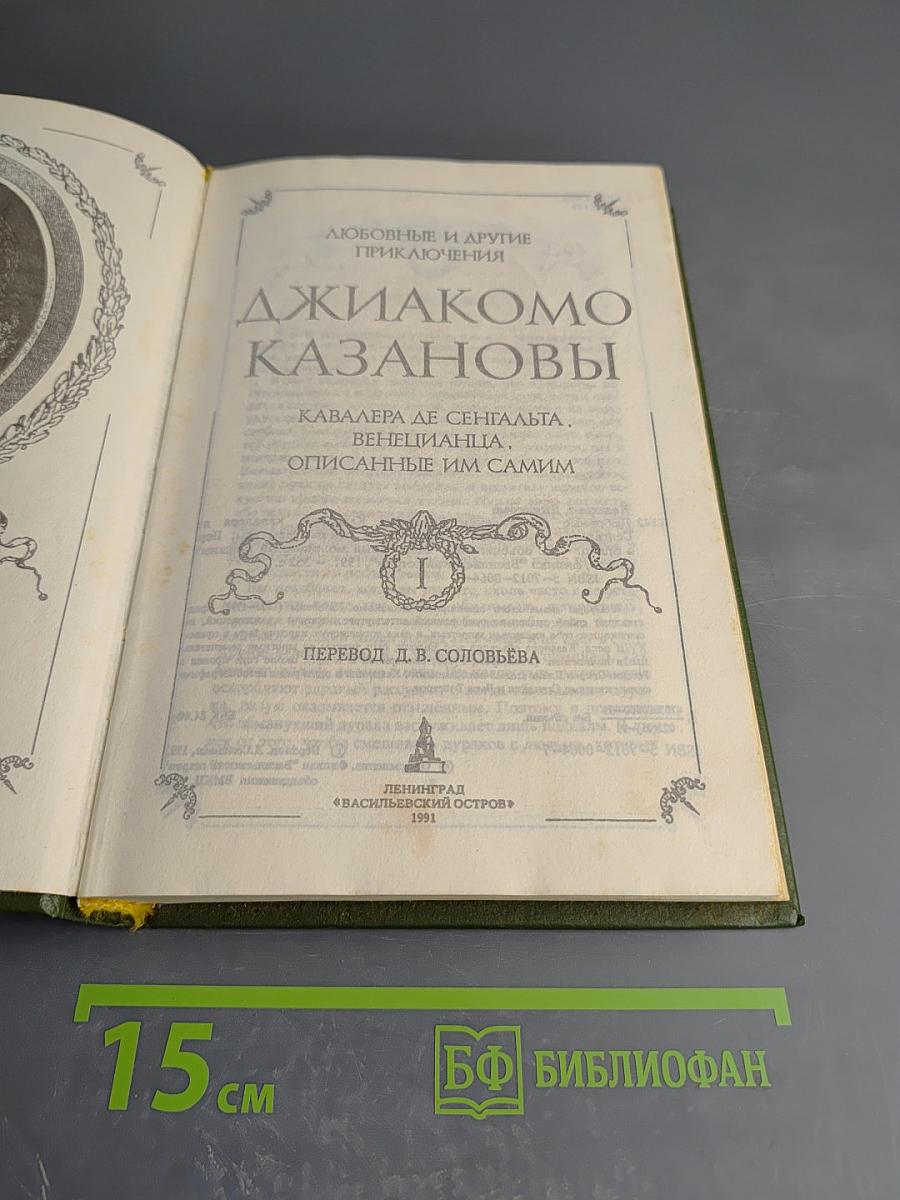 ЛЮБОВНЫЕ И ДРУГИЕ
ПРИКЛЮЧЕНИЯ
ДЖИАКОМО
КАЗАНОВЫ
КАВАЛЕРА ДЕ СЕНГАЛЬТА,
ВЕНЕЦИАНЦА,
ОПИСАННЫЕ ИМ САМИМ
I
ПЕРЕВОД Д. В. СОЛОВЬЁВА
ЛЕНИНГРАД
«ВАСИЛЬЕВСКИЙ ОСТРОВ»
1991
15 см
БФ БИБЛИОФАН